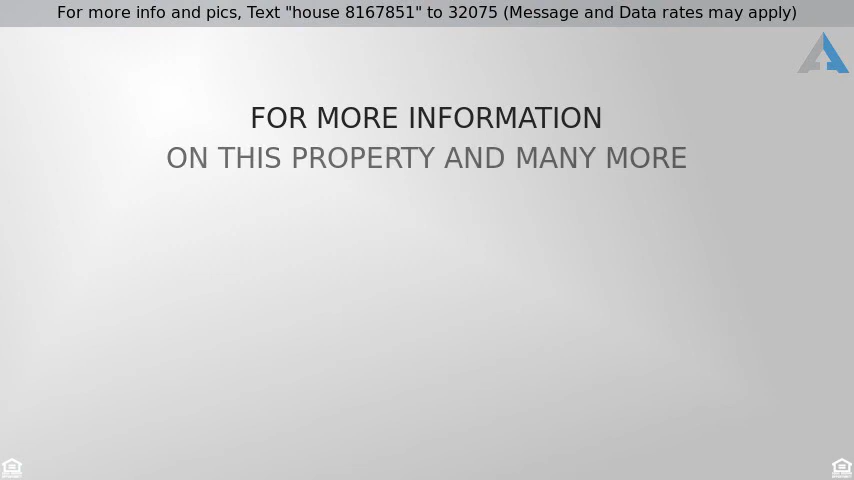 For more info and pics, Text "house 8167851" to 32075 (Message and Data rates may apply)
FOR MORE INFORMATION
ON THIS PROPERTY AND MANY MORE